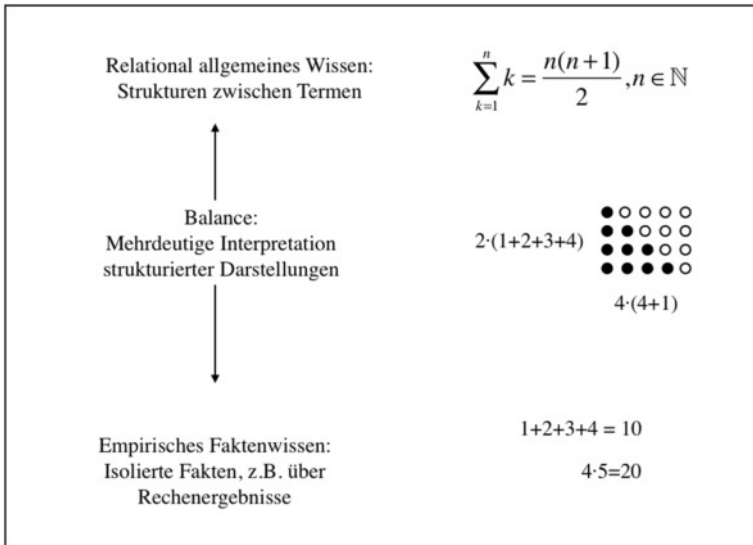 Relational allgemeines Wissen:
Strukturen zwischen Termen
∑_{k=1}^{n} k = n(n+1)/2 , n ∈ ℕ
Balance:
Mehrdeutige Interpretation
strukturierter Darstellungen
2·(1+2+3+4)
4·(4+1)
Empirisches Faktenwissen:
Isolierte Fakten, z.B. über
Rechenergebnisse
1+2+3+4 = 10
4·5=20